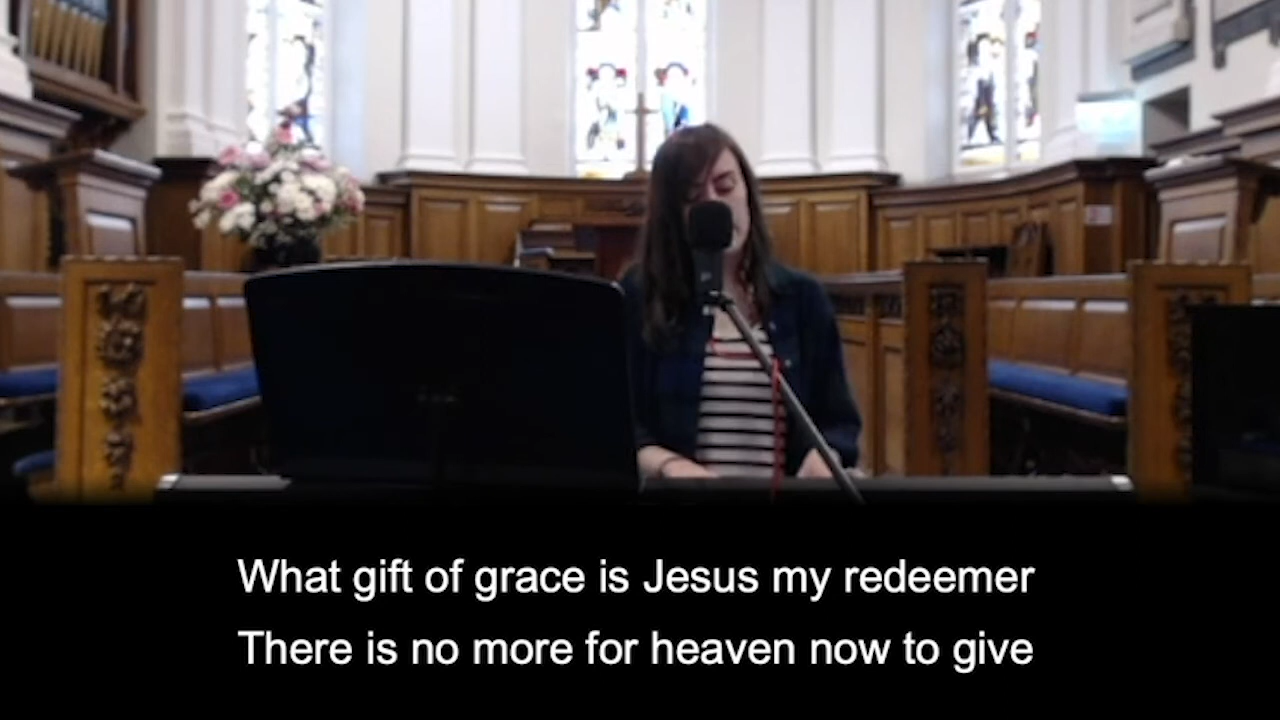 What gift of grace is Jesus my redeemer
There is no more for heaven now to give